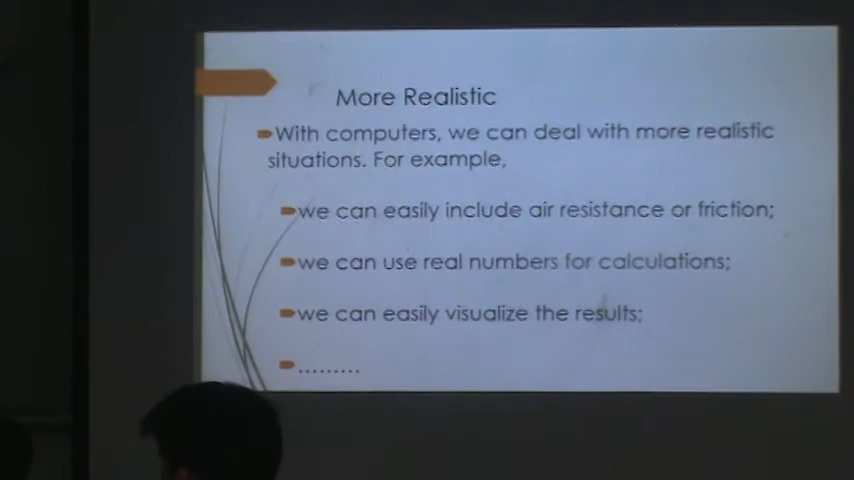 More Realistic
With computers, we can deal with more realistic
situations. For example,
we can easily include air resistance or friction;
we can use real numbers for calculations;
we can easily visualize the results;
.........